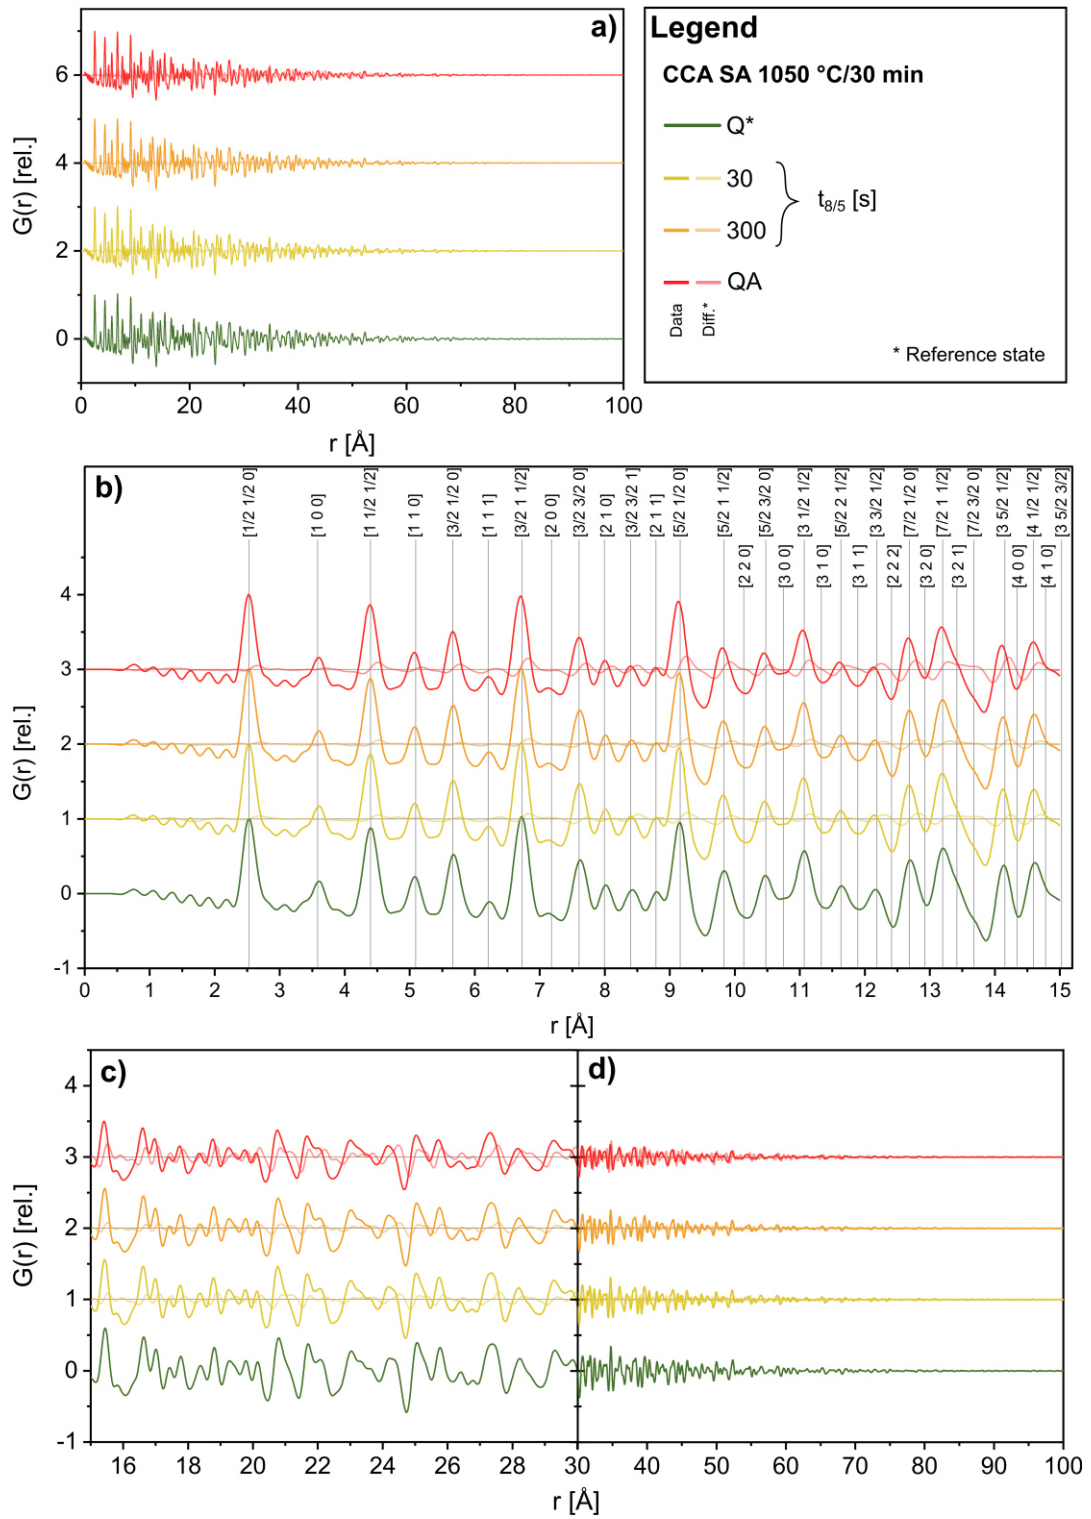 a)
G(r) [rel.]
6
4
2
0
0 20 40 60 80 100
r [Å]
Legend
CCA SA 1050 °C/30 min
Q*
30
300
t8/5 [s]
QA
Data
Diff.*
* Reference state
b)
[1/2 1/2 0]
[1 0 0]
[1 1/2 1/2]
[1 1 0]
[3/2 1/2 0]
[1 1 1]
[3/2 1 1/2]
[2 0 0]
[3/2 3/2 0]
[2 1 0]
[3/2 3/2 1]
[2 1 1]
[5/2 1/2 0]
[5/2 1 1/2]
[2 2 0]
[5/2 3/2 0]
[3 0 0]
[3 1/2 1/2]
[3 1 0]
[5/2 2 1/2]
[3 1 1]
[3 3/2 1/2]
[2 2 2]
[7/2 1/2 0]
[3 2 0]
[7/2 1 1/2]
[3 2 1]
[7/2 3/2 0]
[3 5/2 1/2]
[4 0 0]
[4 1/2 1/2]
[4 1 0]
[3 5/2 3/2]
G(r) [rel.]
4
3
2
1
0
-1
0 1 2 3 4 5 6 7 8 9 10 11 12 13 14 15
r [Å]
c)
d)
G(r) [rel.]
4
3
2
1
0
-1
16 18 20 22 24 26 28 30 40 50 60 70 80 90 100
r [Å]